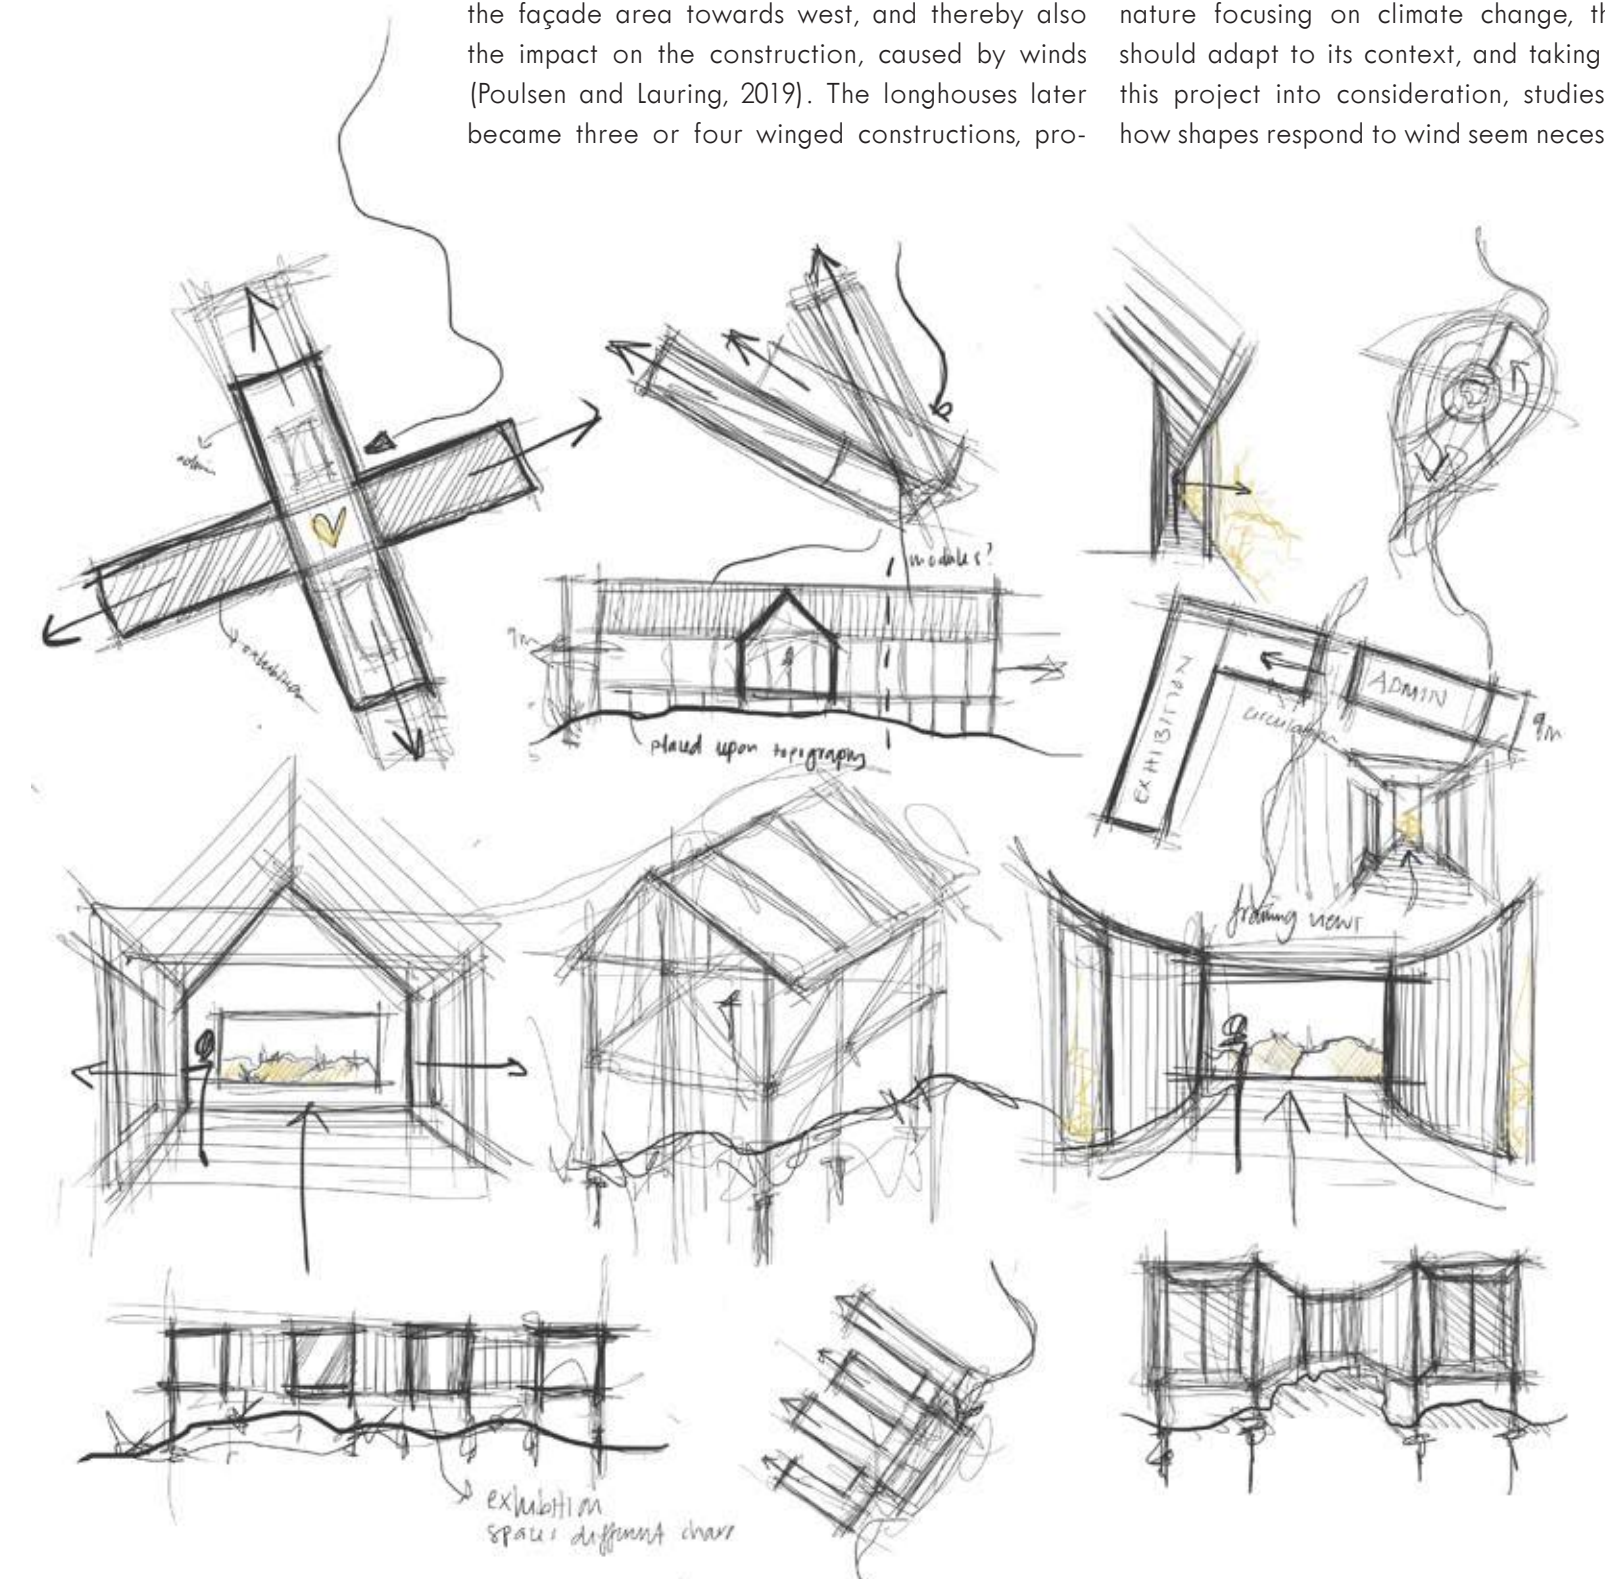 the façade area towards west, and thereby also
the impact on the construction, caused by winds
(Poulsen and Lauring, 2019). The longhouses later
became three or four winged constructions, pro-
nature focusing on climate change, th
should adapt to its context, and taking
this project into consideration, studies
how shapes respond to wind seem neces
admin
exhibition
modules?
9m
placed upon topography
EXHIBITION
ADMIN
circulation
9m
framing views
exhibition
spaces different